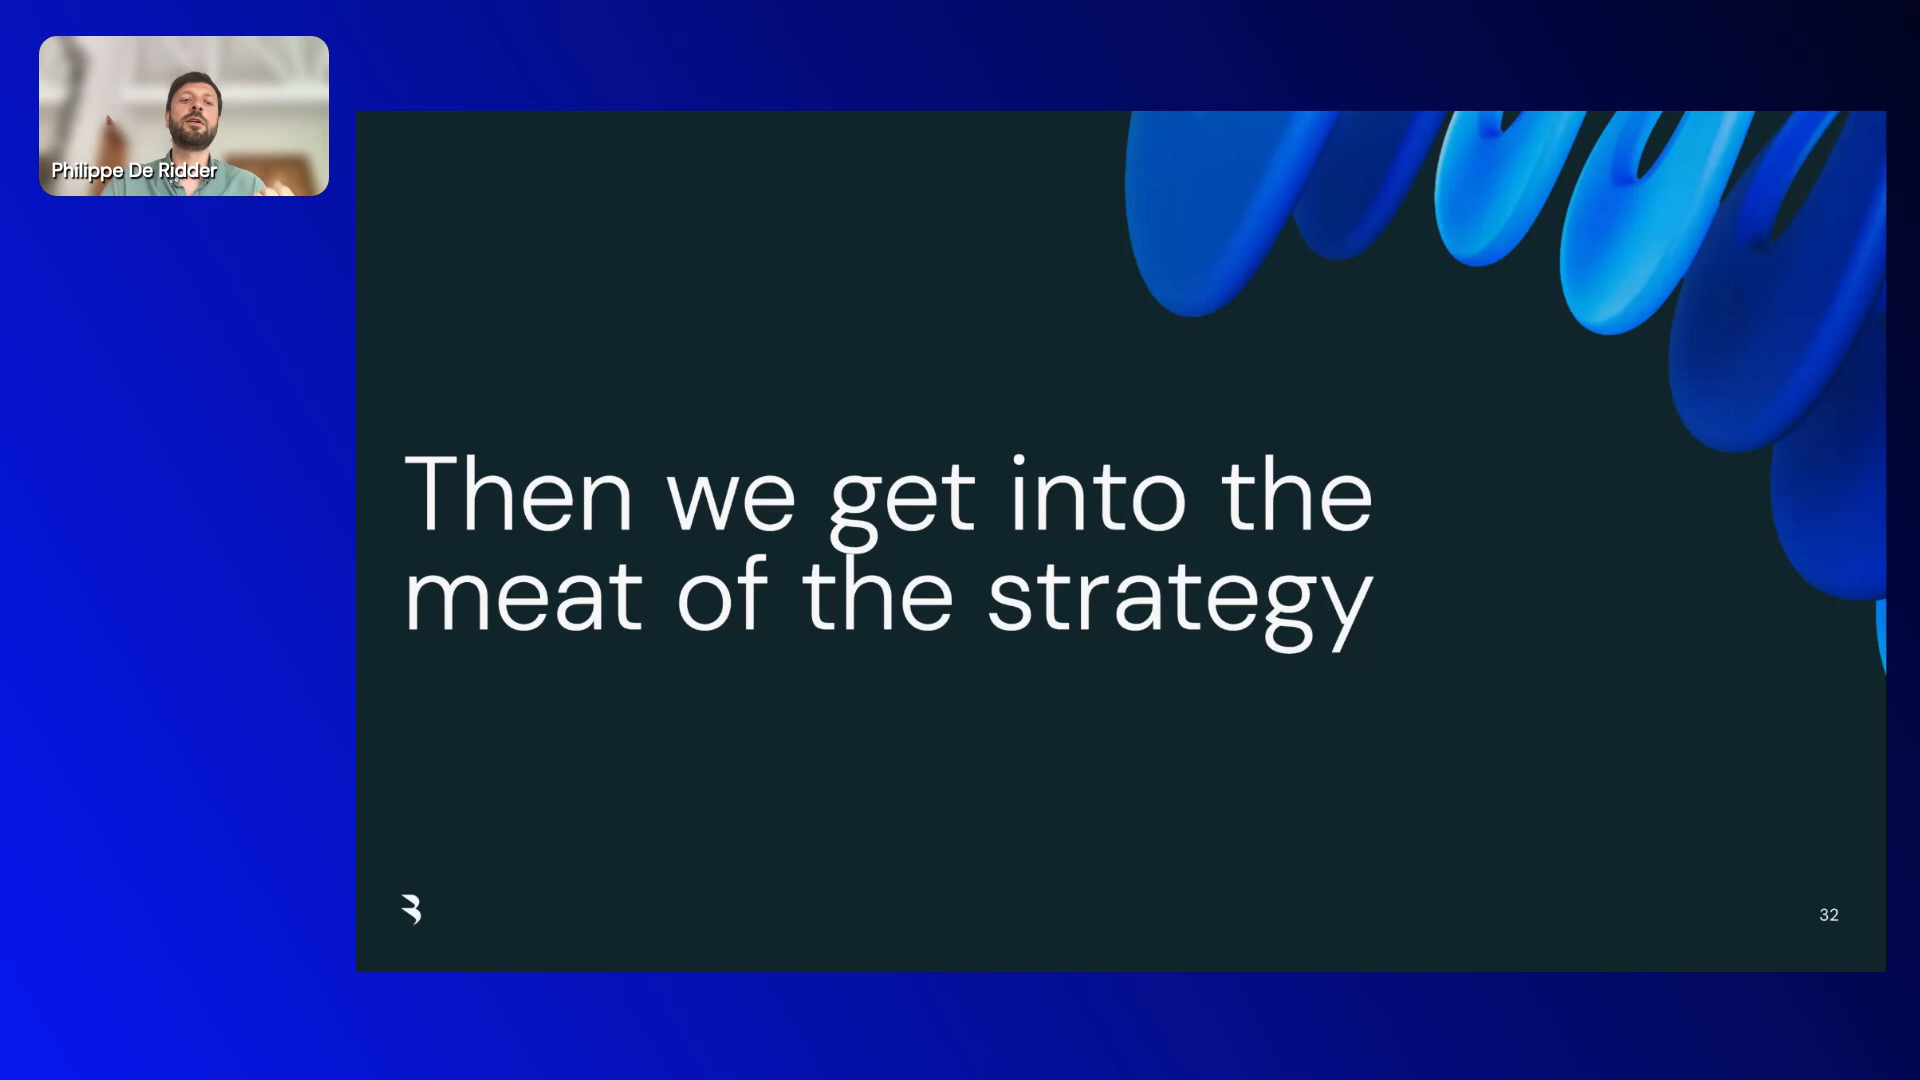 Philippe De Ridder
Then we get into the
meat of the strategy
32